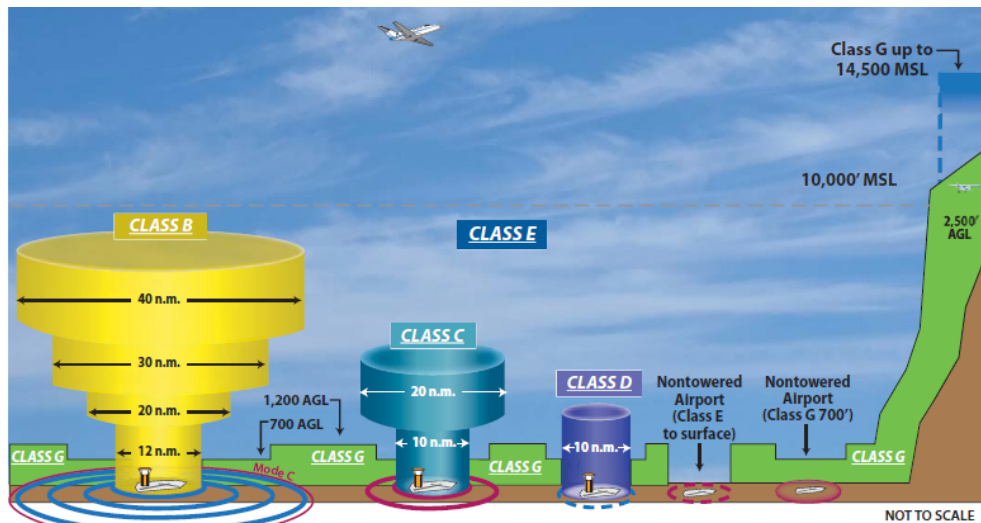 Class G up to
14,500 MSL
10,000’ MSL
2,500’
AGL
CLASS B
CLASS E
40 n.m.
CLASS C
30 n.m.
CLASS D
Nontowered
Airport
(Class E
to surface)
Nontowered
Airport
(Class G 700’)
20 n.m.
20 n.m.
1,200 AGL
700 AGL
12 n.m.
10 n.m.
10 n.m.
CLASS G
CLASS G
CLASS G
CLASS G
Mode C
NOT TO SCALE